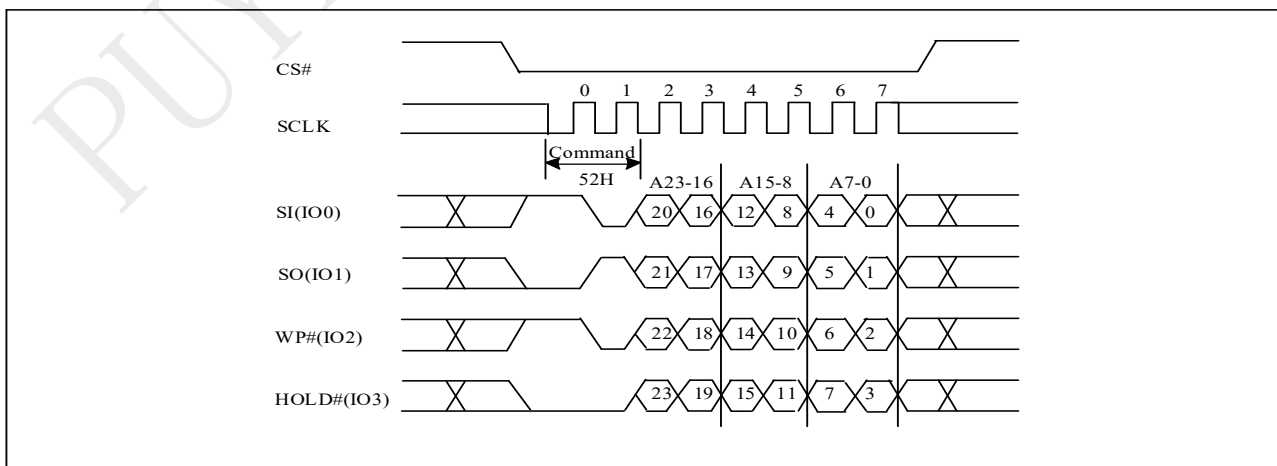 PUY
CS#
0 1 2 3 4 5 6 7
SCLK
Command
52H
A23-16 A15-8 A7-0
SI(IO0) 20 16 12 8 4 0
SO(IO1) 21 17 13 9 5 1
WP#(IO2) 22 18 14 10 6 2
HOLD#(IO3) 23 19 15 11 7 3